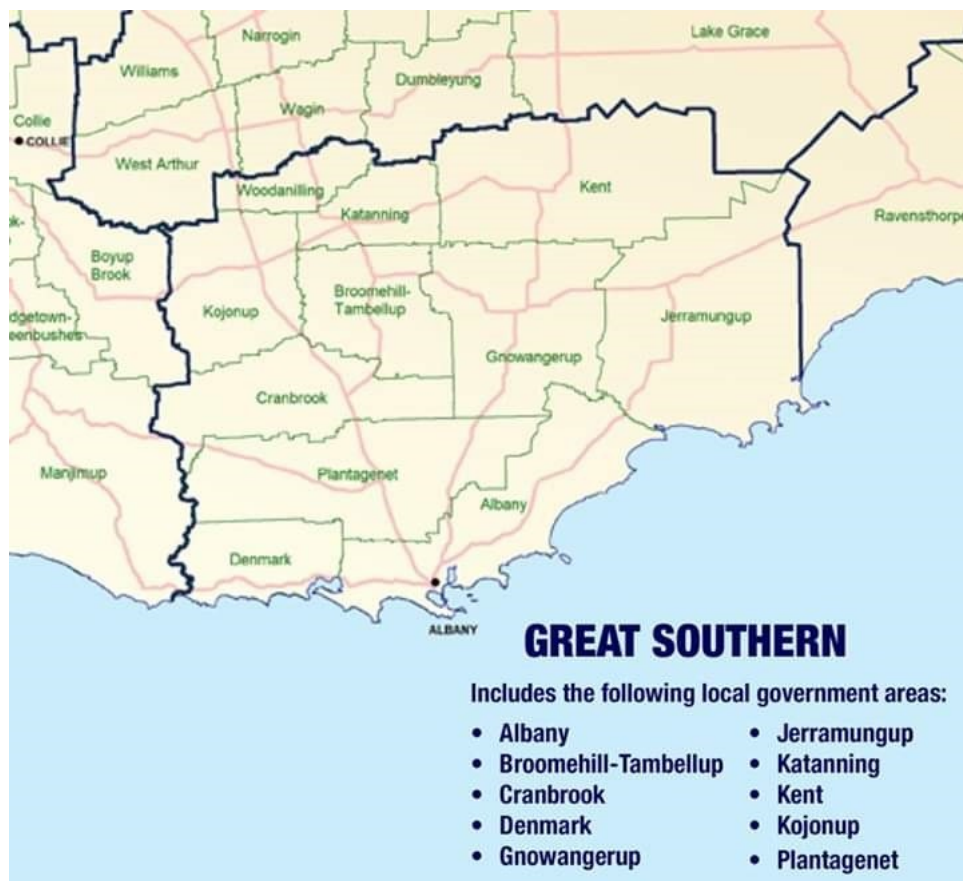 Narrogin
Lake Grace
Williams
Dumbleyung
Wagin
Collie
COLLIE
West Arthur
Woodanilling
Kent
Katanning
Ravensthorpe
Boyup
Brook
Broomehill-
Tambellup
Kojonup
Jerramungup
dgetown-
eenbushes
Gnowangerup
Cranbrook
Manjimup
Plantagenet
Albany
Denmark
ALBANY
GREAT SOUTHERN
Includes the following local government areas:
• Albany
• Broomehill-Tambellup
• Cranbrook
• Denmark
• Gnowangerup
• Jerramungup
• Katanning
• Kent
• Kojonup
• Plantagenet